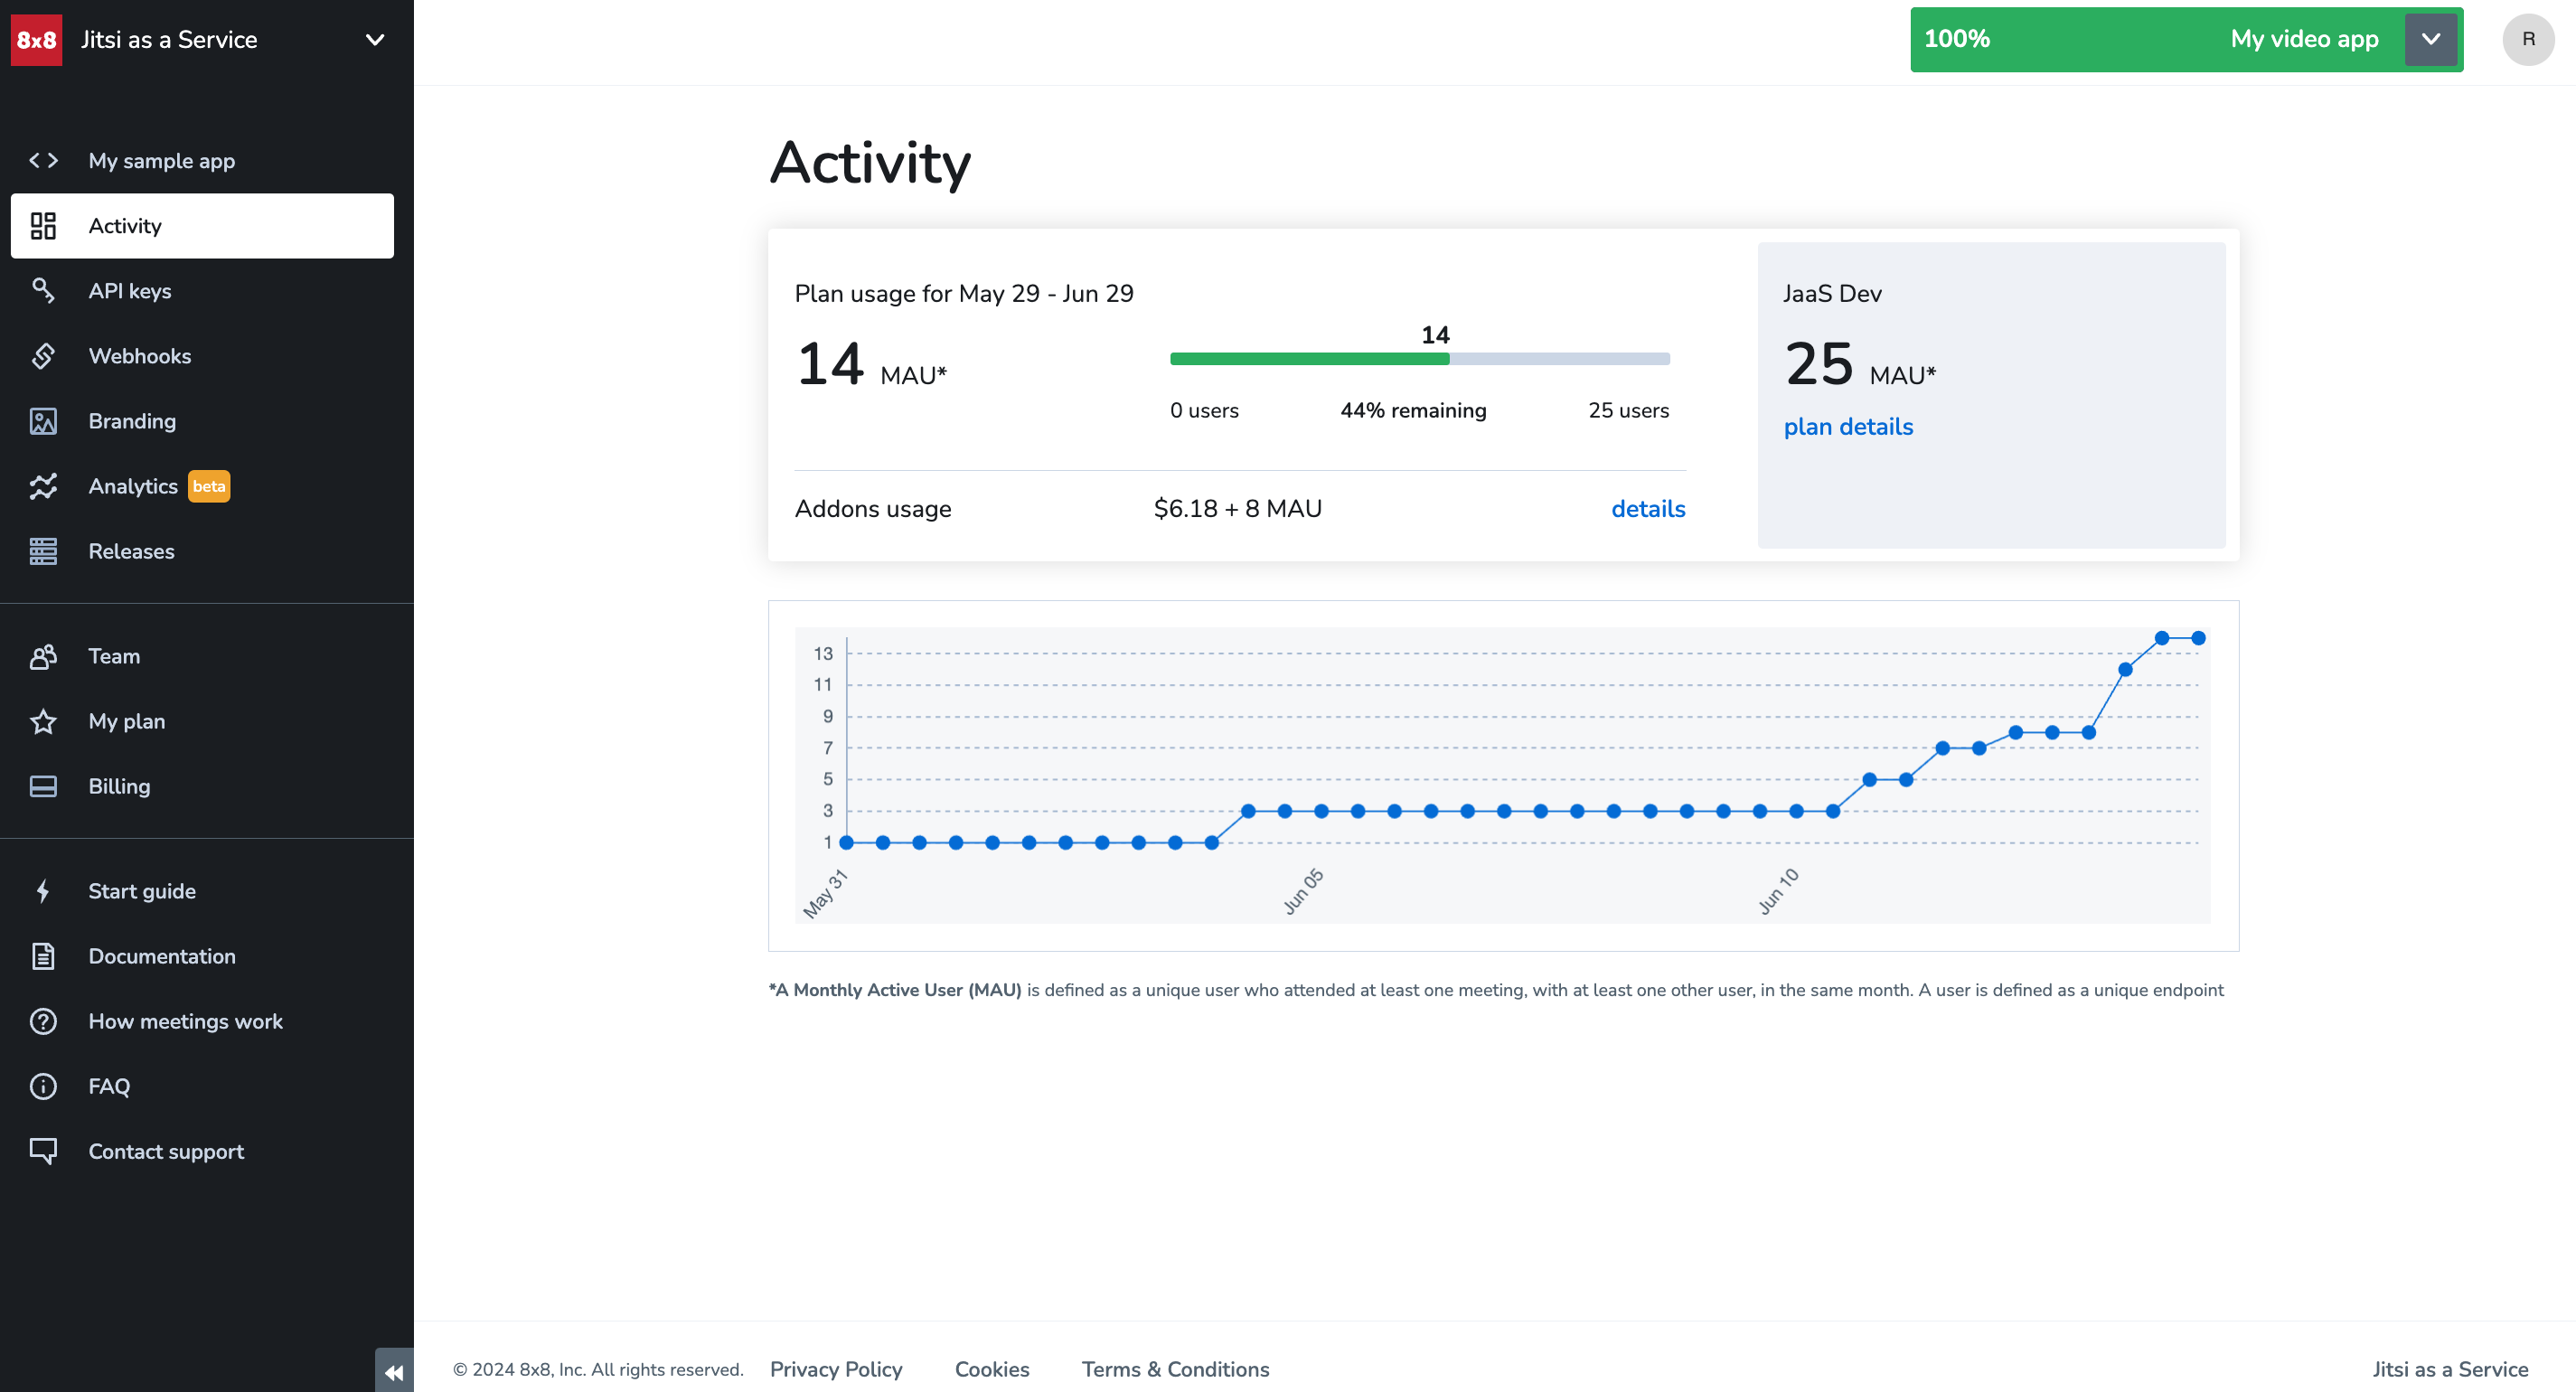 8x8 Jitsi as a Service
100% My video app R
My sample app
Activity
API keys
Webhooks
Branding
Analytics beta
Releases
Team
My plan
Billing
Start guide
Documentation
How meetings work
FAQ
Contact support
Activity
Plan usage for May 29 - Jun 29
14 MAU*
14
0 users 44% remaining 25 users
Addons usage $6.18 + 8 MAU details
JaaS Dev
25 MAU*
plan details
13
11
9
7
5
3
1
May 31 Jun 05 Jun 10
*A Monthly Active User (MAU) is defined as a unique user who attended at least one meeting, with at least one other user, in the same month. A user is defined as a unique endpoint
© 2024 8x8, Inc. All rights reserved. Privacy Policy Cookies Terms & Conditions Jitsi as a Service